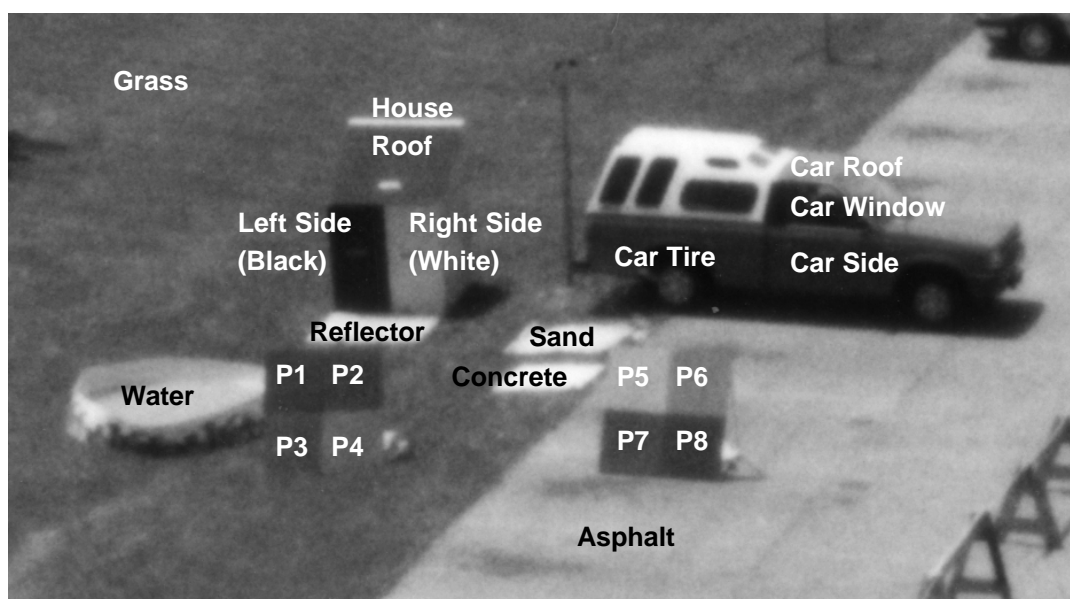 Grass
House
Roof
Car Roof
Car Window
Left Side
(Black)
Right Side
(White)
Car Tire
Car Side
Reflector
Sand
Water
P1 P2
Concrete
P5 P6
P3 P4
P7 P8
Asphalt